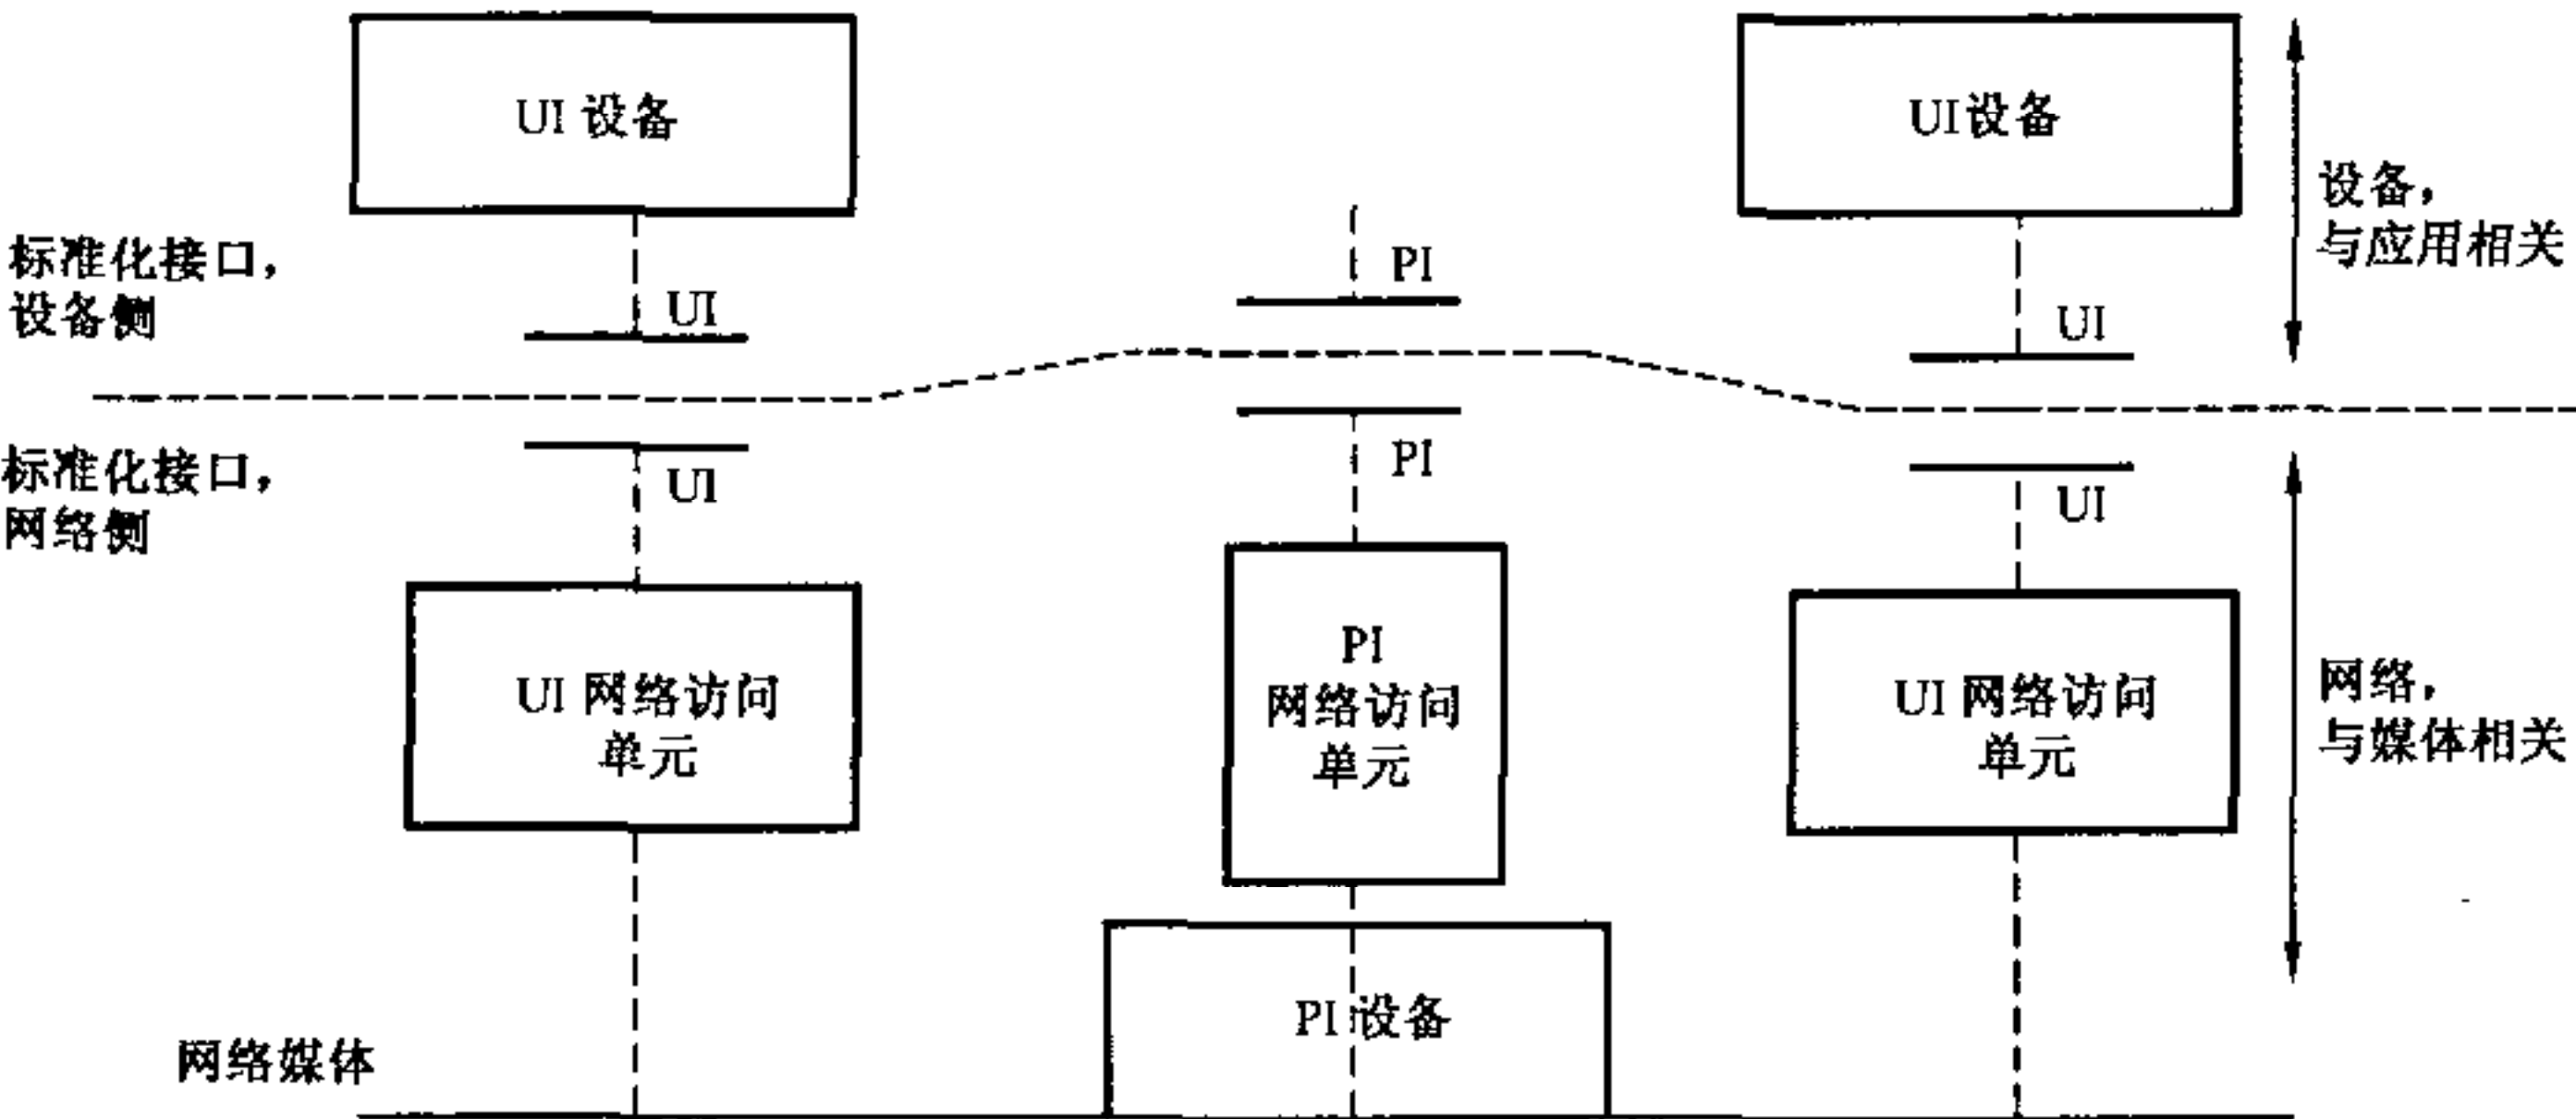 UI 设备
UI设备
设备,
与应用相关
标准化接口,
设备侧
UI
PI
UI
标准化接口,
网络侧
UI
PI
UI
UI 网络访问
单元
PI
网络访问
单元
UI 网络访问
单元
网络,
与媒体相关
PI 设备
网络媒体